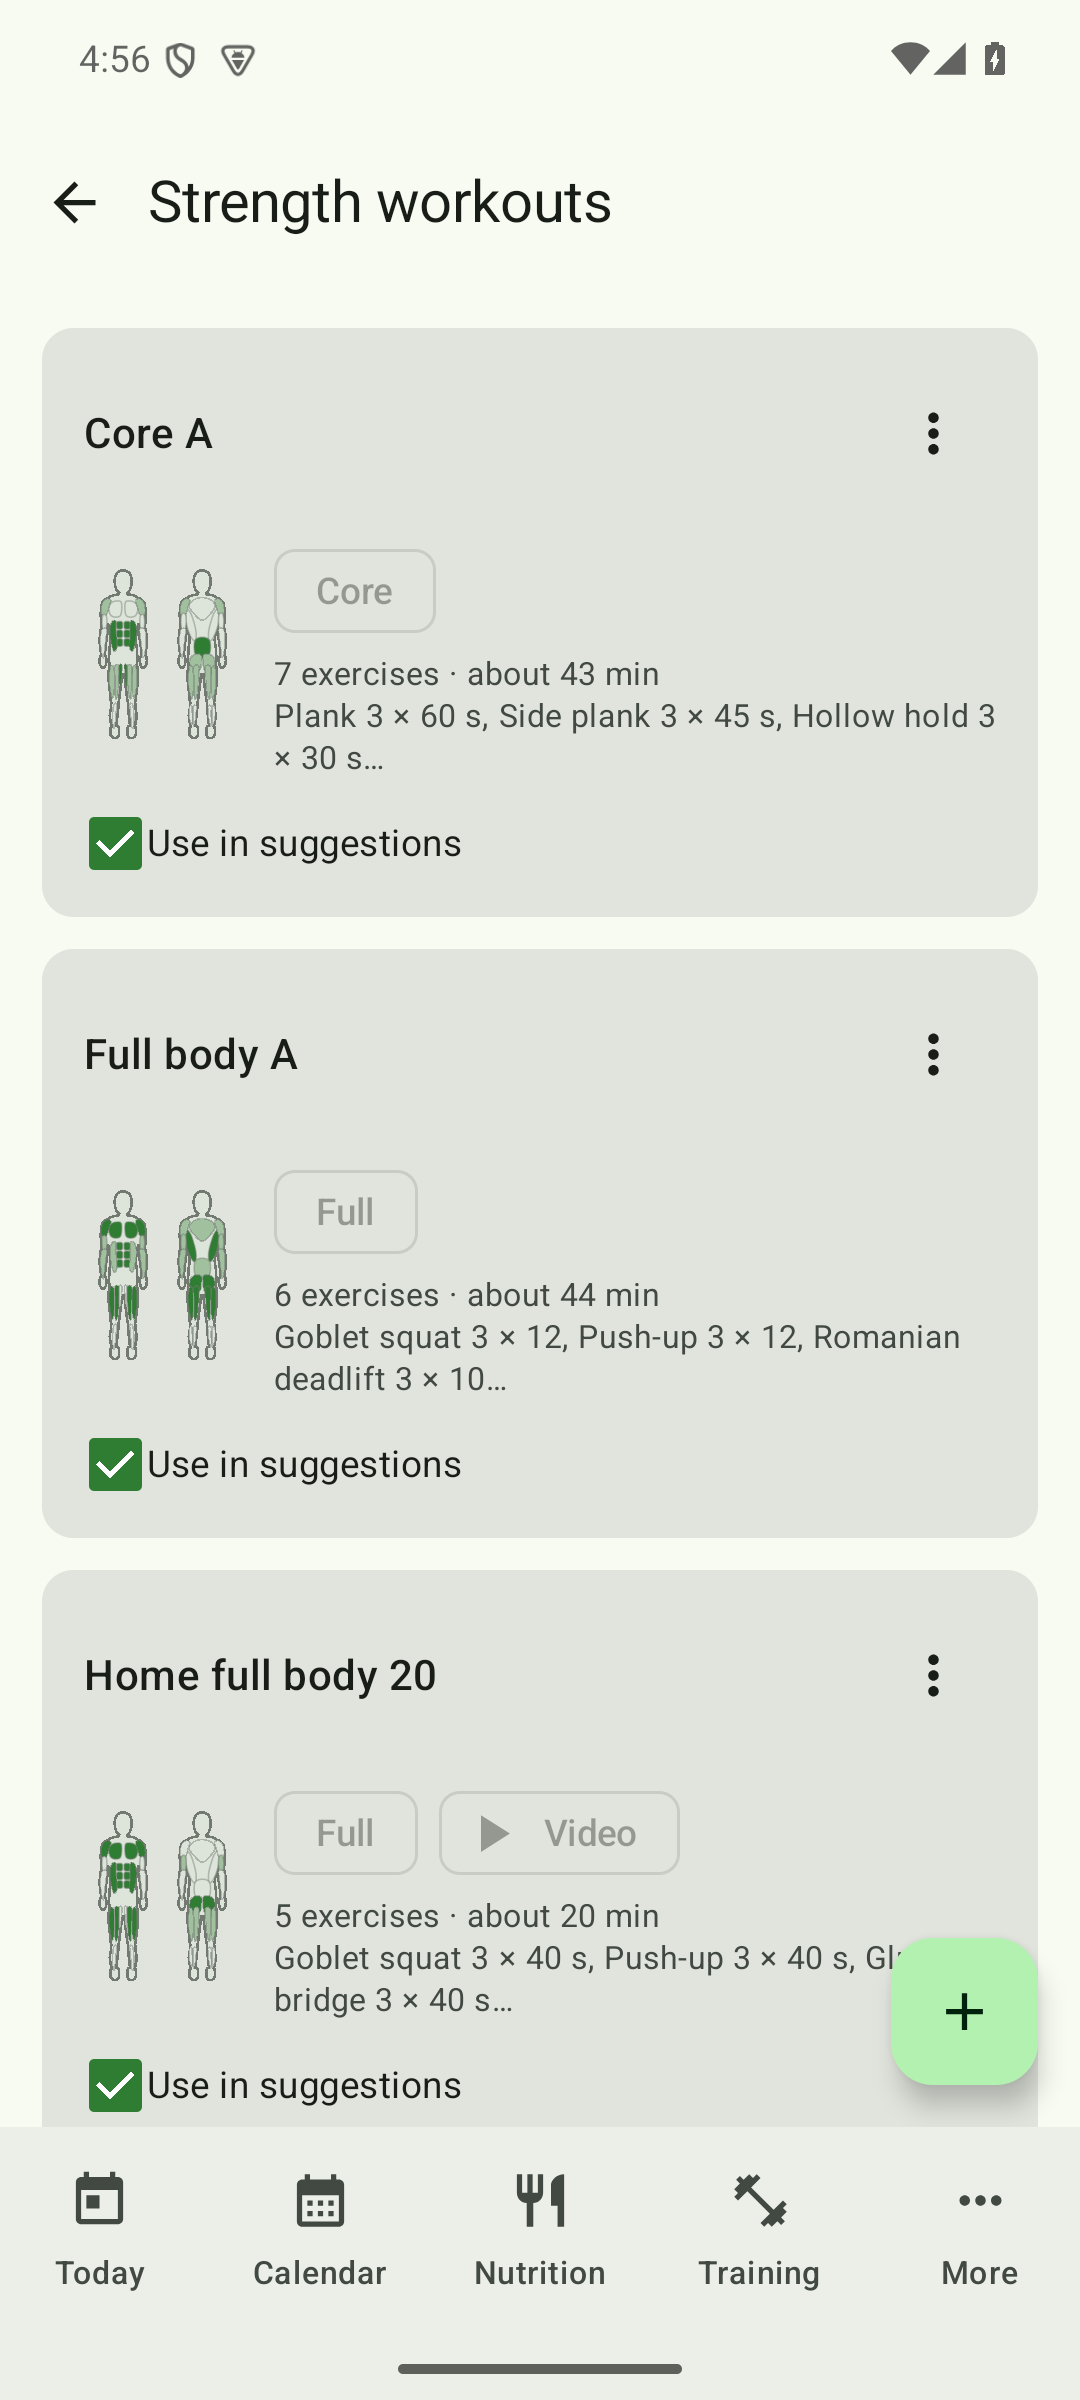 4:56
Strength workouts
Core A
Core
7 exercises · about 43 min
Plank 3 × 60 s, Side plank 3 × 45 s, Hollow hold 3
× 30 s…
Use in suggestions
Full body A
Full
6 exercises · about 44 min
Goblet squat 3 × 12, Push-up 3 × 12, Romanian
deadlift 3 × 10…
Use in suggestions
Home full body 20
Full
Video
5 exercises · about 20 min
Goblet squat 3 × 40 s, Push-up 3 × 40 s,
bridge 3 × 40 s…
Use in suggestions
Today
Calendar
Nutrition
Training
More